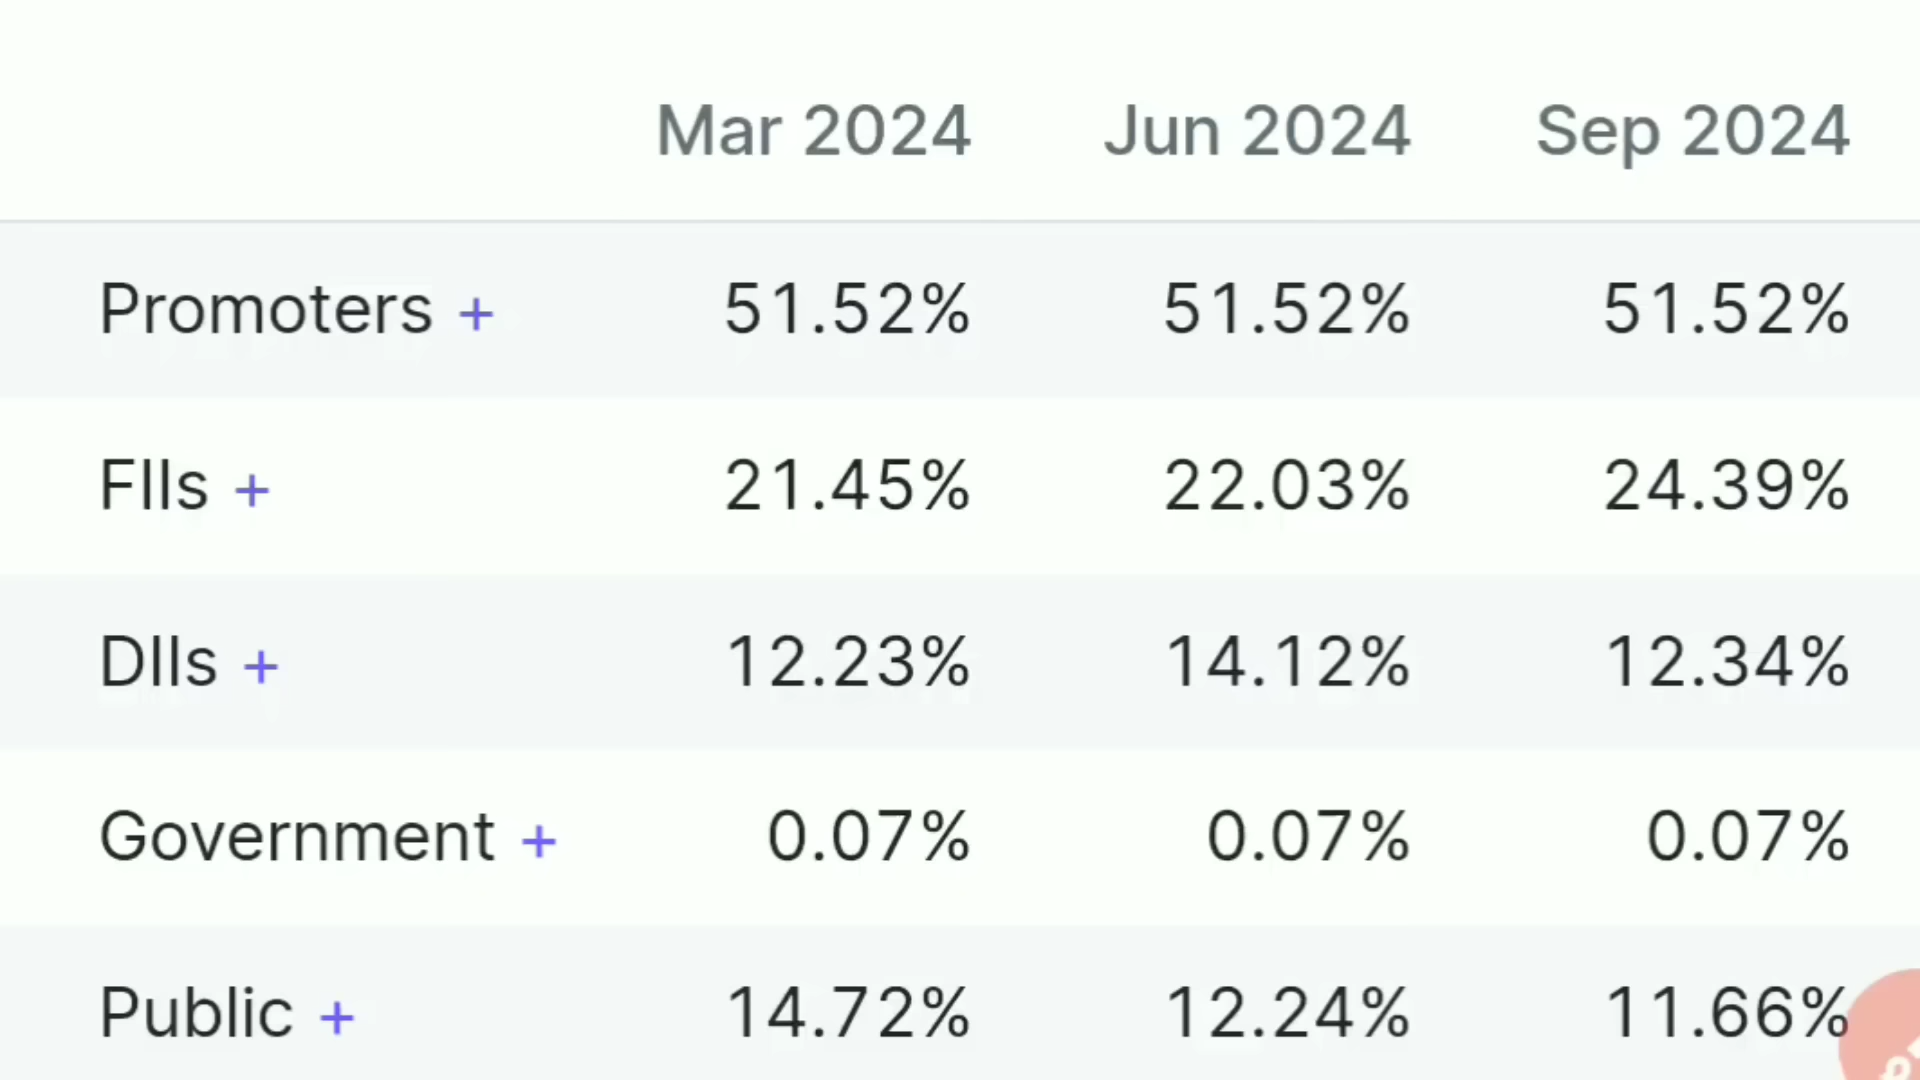 Mar 2024 Jun 2024 Sep 2024
Promoters + 51.52% 51.52% 51.52%
FIIs + 21.45% 22.03% 24.39%
DIIs + 12.23% 14.12% 12.34%
Government + 0.07% 0.07% 0.07%
Public + 14.72% 12.24% 11.66%